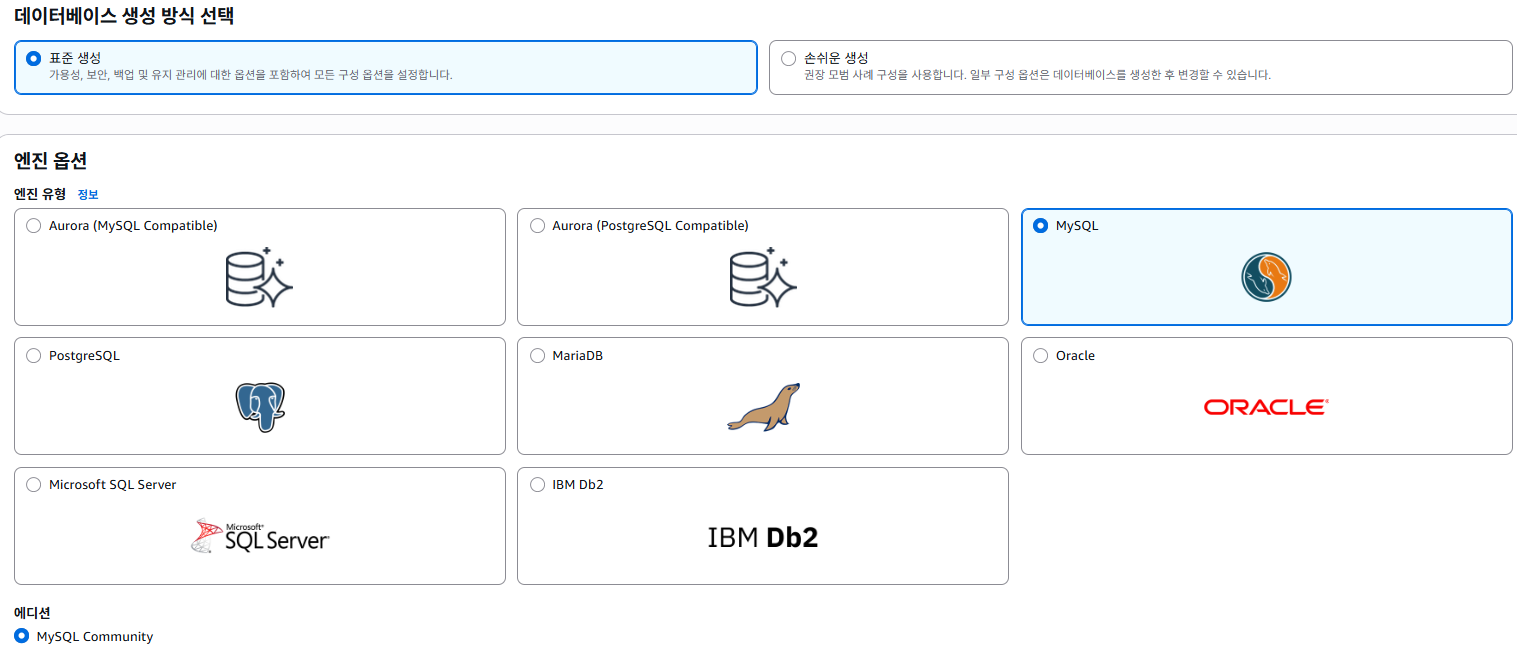 데이터베이스 생성 방식 선택
표준 생성
가용성, 보안, 백업 및 유지 관리에 대한 옵션을 포함하여 모든 구성 옵션을 설정합니다.
손쉬운 생성
권장 모범 사례 구성을 사용합니다. 일부 구성 옵션은 데이터베이스를 생성한 후 변경할 수 있습니다.
엔진 옵션
엔진 유형 정보
Aurora (MySQL Compatible)
Aurora (PostgreSQL Compatible)
MySQL
PostgreSQL
MariaDB
Oracle
ORACLE®
Microsoft SQL Server
Microsoft®
SQL Server™
IBM Db2
IBM Db2
에디션
MySQL Community